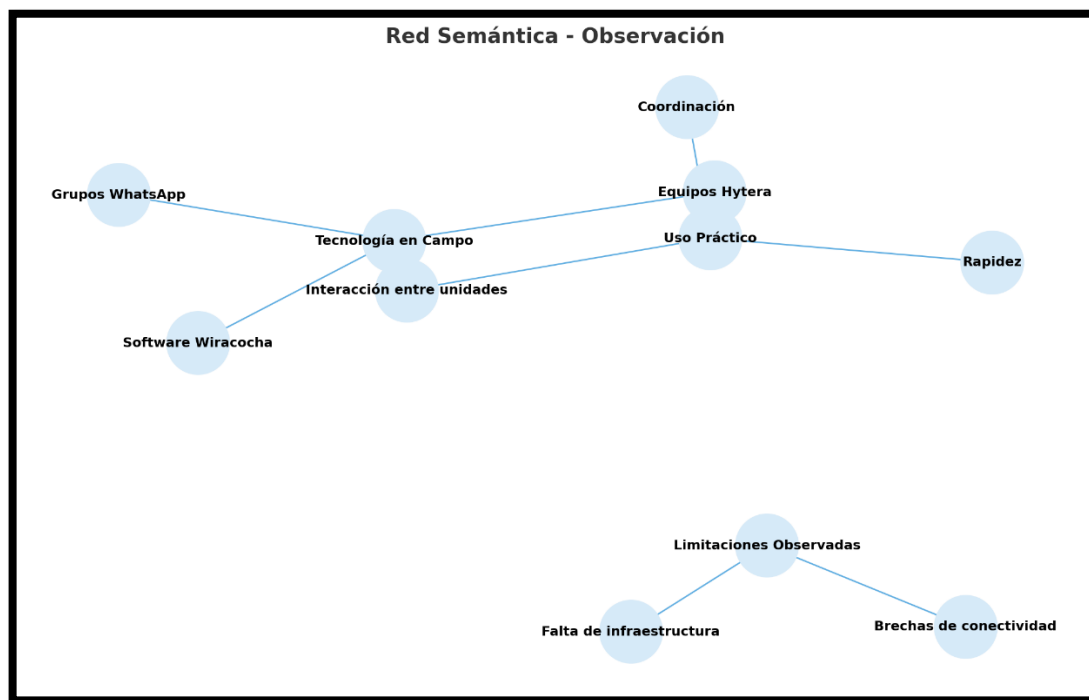 Red Semántica - Observación
Coordinación
Grupos WhatsApp
Equipos Hytera
Tecnología en Campo
Uso Práctico
Rapidez
Interacción entre unidades
Software Wiracocha
Limitaciones Observadas
Falta de infraestructura
Brechas de conectividad